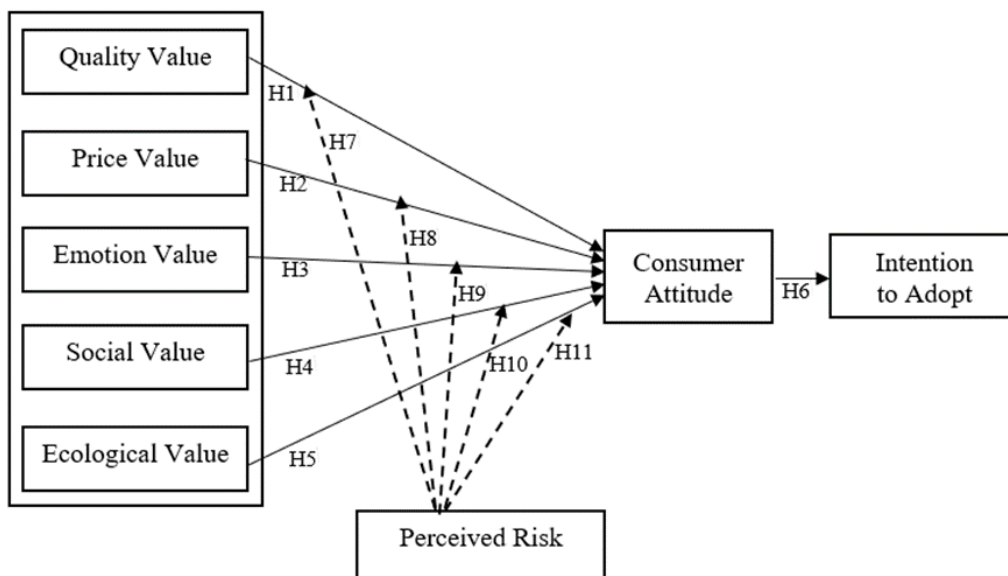 Quality Value
H1
H7
Price Value
H2
H8
Emotion Value
H3
H9
Consumer
Attitude
H6
Intention
to Adopt
Social Value
H4
H10
H11
Ecological Value
H5
Perceived Risk